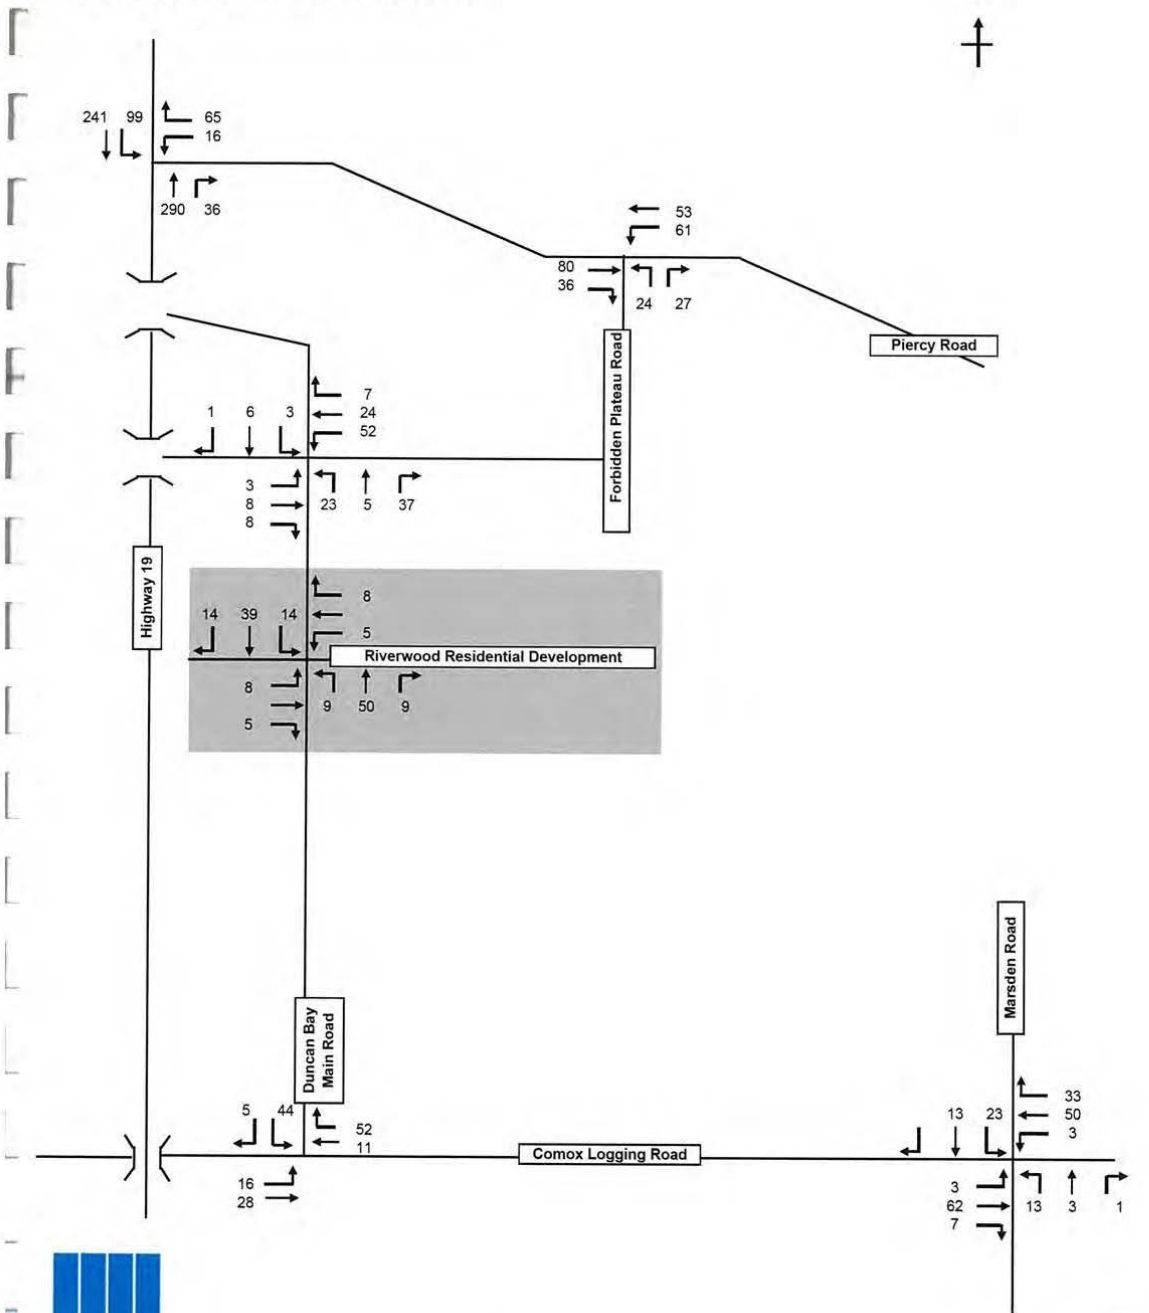 241 99 65
16
290 36
53
61
80
36
24 27
Piercy Road
Forbidden Plateau Road
7
1 6 3 24
52
3
8 23 5 37
8
Highway 19
8
14 39 14
5
Riverwood Residential Development
8
9 50 9
5
Marsden Road
Duncan Bay
Main Road
5 44
52
11
Comox Logging Road
16
28
33
13 23 50
3
3
62 13 3 1
7